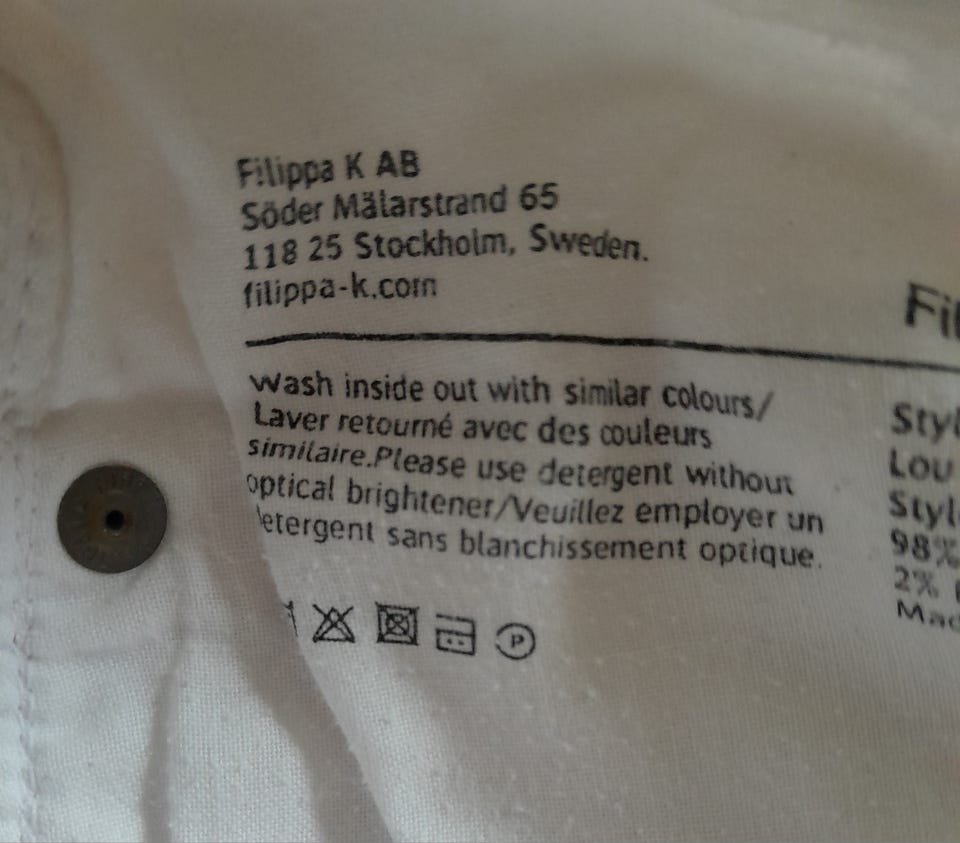 Filippa K AB
Söder Mälarstrand 65
118 25 Stockholm, Sweden.
filippa-k.com
Wash inside out with similar colours/
Laver retourné avec des couleurs
similaire.Please use detergent without
optical brightener/Veuillez employer un
detergent sans blanchissement optique.
P
Fil
Styl
Lou
Styl
98%
2%
Mad